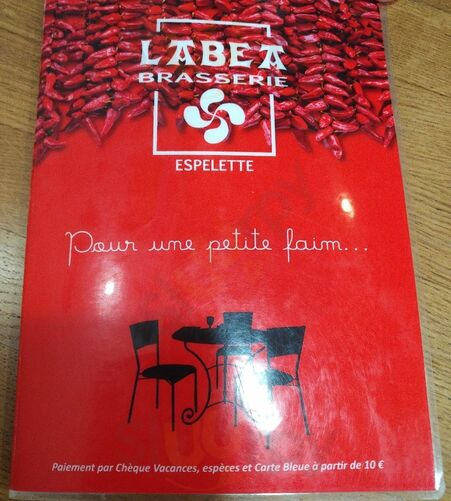 LABEA
BRASSERIE
ESPELETTE
Pour une petite faim...
Paiement par Chèque Vacances, espèces et Carte Bleue à partir de 10 €